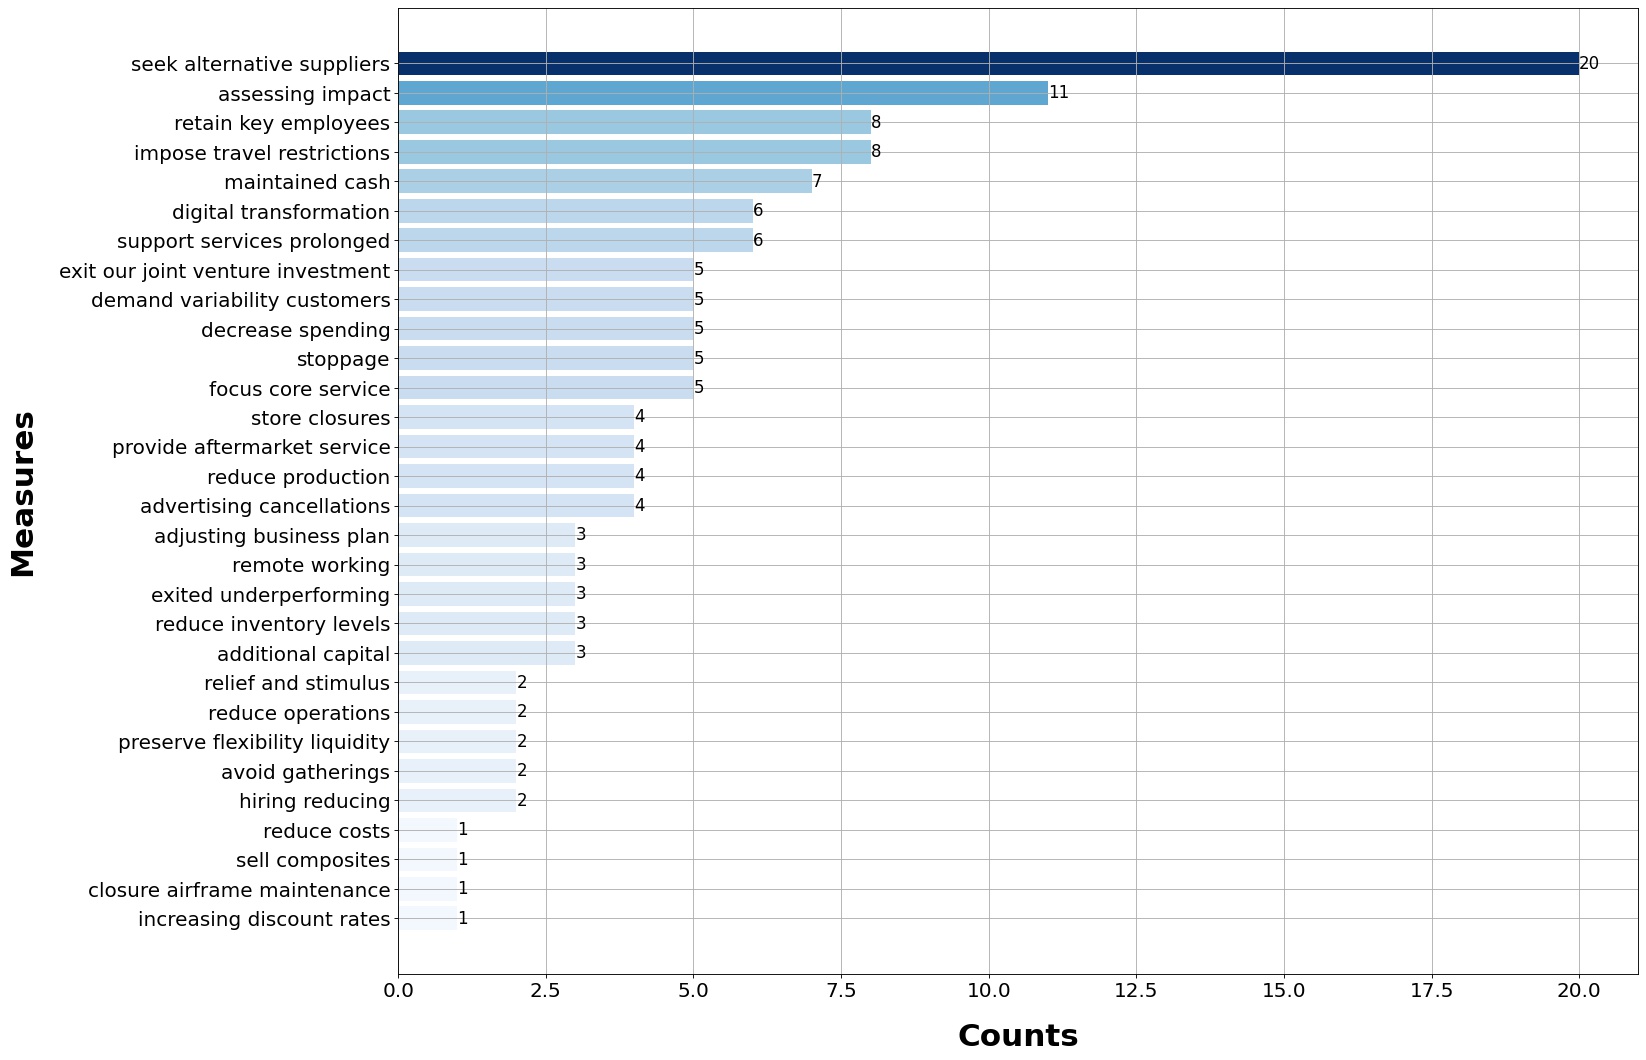 seek alternative suppliers 20
assessing impact 11
retain key employees 8
impose travel restrictions 8
maintained cash 7
digital transformation 6
support services prolonged 6
exit our joint venture investment 5
demand variability customers 5
decrease spending 5
stoppage 5
focus core service 5
store closures 4
provide aftermarket service 4
reduce production 4
advertising cancellations 4
adjusting business plan 3
remote working 3
exited underperforming 3
reduce inventory levels 3
additional capital 3
relief and stimulus 2
reduce operations 2
preserve flexibility liquidity 2
avoid gatherings 2
hiring reducing 2
reduce costs 1
sell composites 1
closure airframe maintenance 1
increasing discount rates 1
Measures
0.0 2.5 5.0 7.5 10.0 12.5 15.0 17.5 20.0
Counts